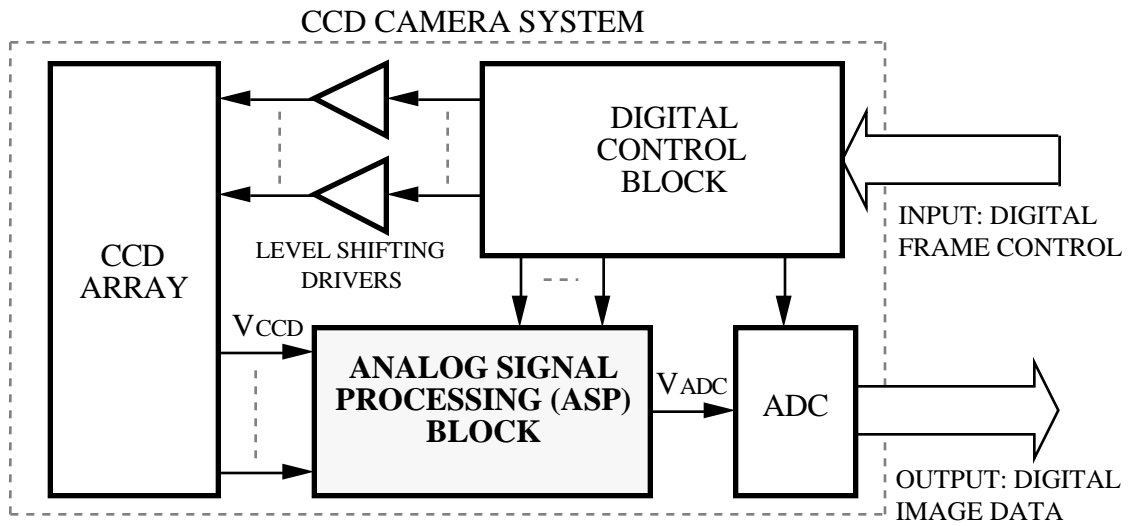 CCD CAMERA SYSTEM
DIGITAL
CONTROL
BLOCK
INPUT: DIGITAL
FRAME CONTROL
LEVEL SHIFTING
DRIVERS
CCD
ARRAY
VCCD
ANALOG SIGNAL
PROCESSING (ASP)
BLOCK
VADC
ADC
OUTPUT: DIGITAL
IMAGE DATA